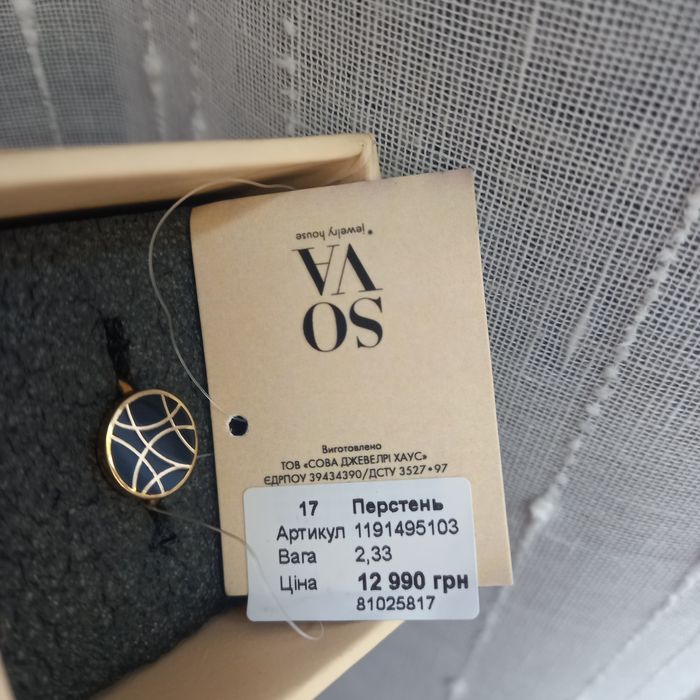 SO
VA
jewelry house*
Виготовлено
ТОВ «СОВА ДЖЕВЕЛРІ ХАУС»
ЄДРПОУ 39434390/ДСТУ 3527•97
17 Перстень
Артикул 1191495103
Вага 2,33
Ціна 12 990 грн
81025817